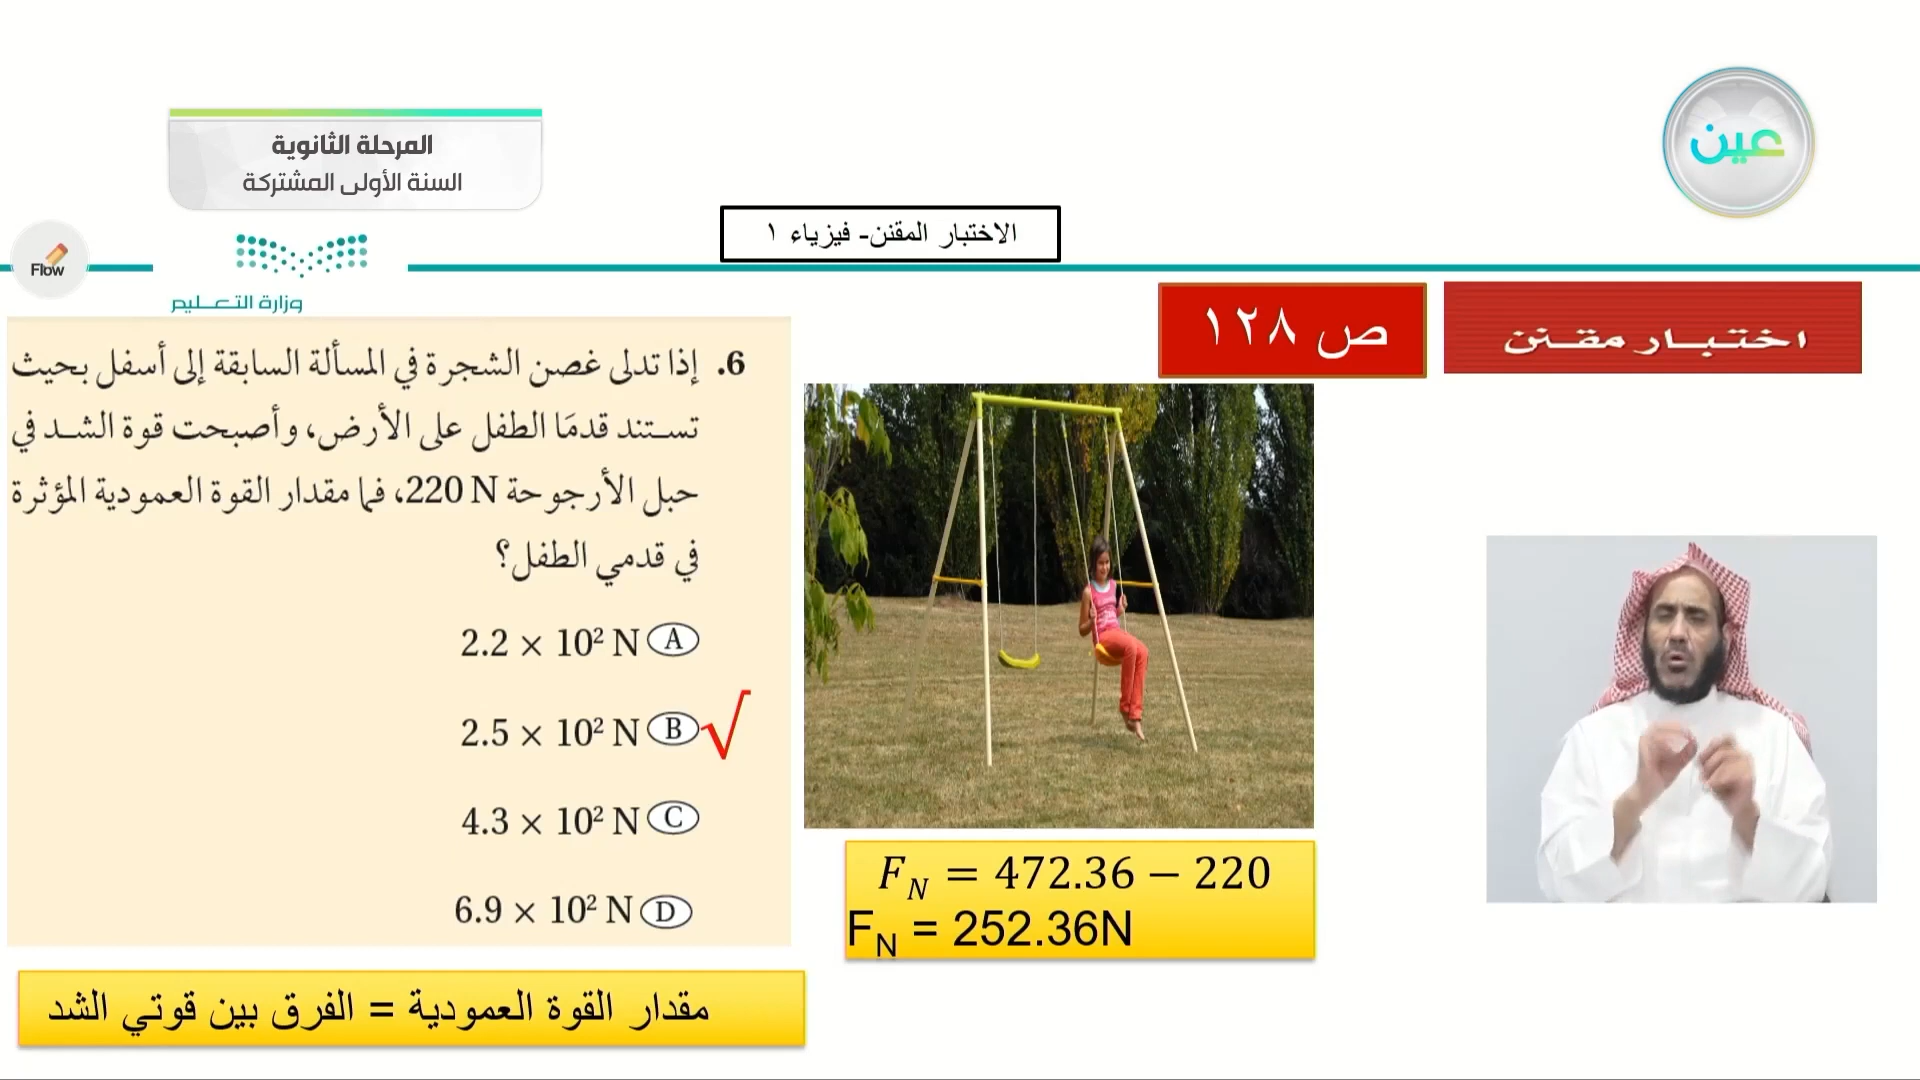 المرحلة الثانوية
السنة الأولى المشتركة
عين
الاختبار المقنن- فيزياء ١
Flow
وزارة التعليم
اختبار مقنن
ص ١٢٨
6. إذا تدلى غصن الشجرة في المسألة السابقة إلى أسفل بحيث
تستند قدمَا الطفل على الأرض، وأصبحت قوة الشد في
حبل الأرجوحة 220 N، فما مقدار القوة العمودية المؤثرة
في قدمي الطفل؟
A 2.2 × 10² N
B 2.5 × 10² N √
C 4.3 × 10² N
D 6.9 × 10² N
F_N = 472.36 − 220
F_N = 252.36N
مقدار القوة العمودية = الفرق بين قوتي الشد